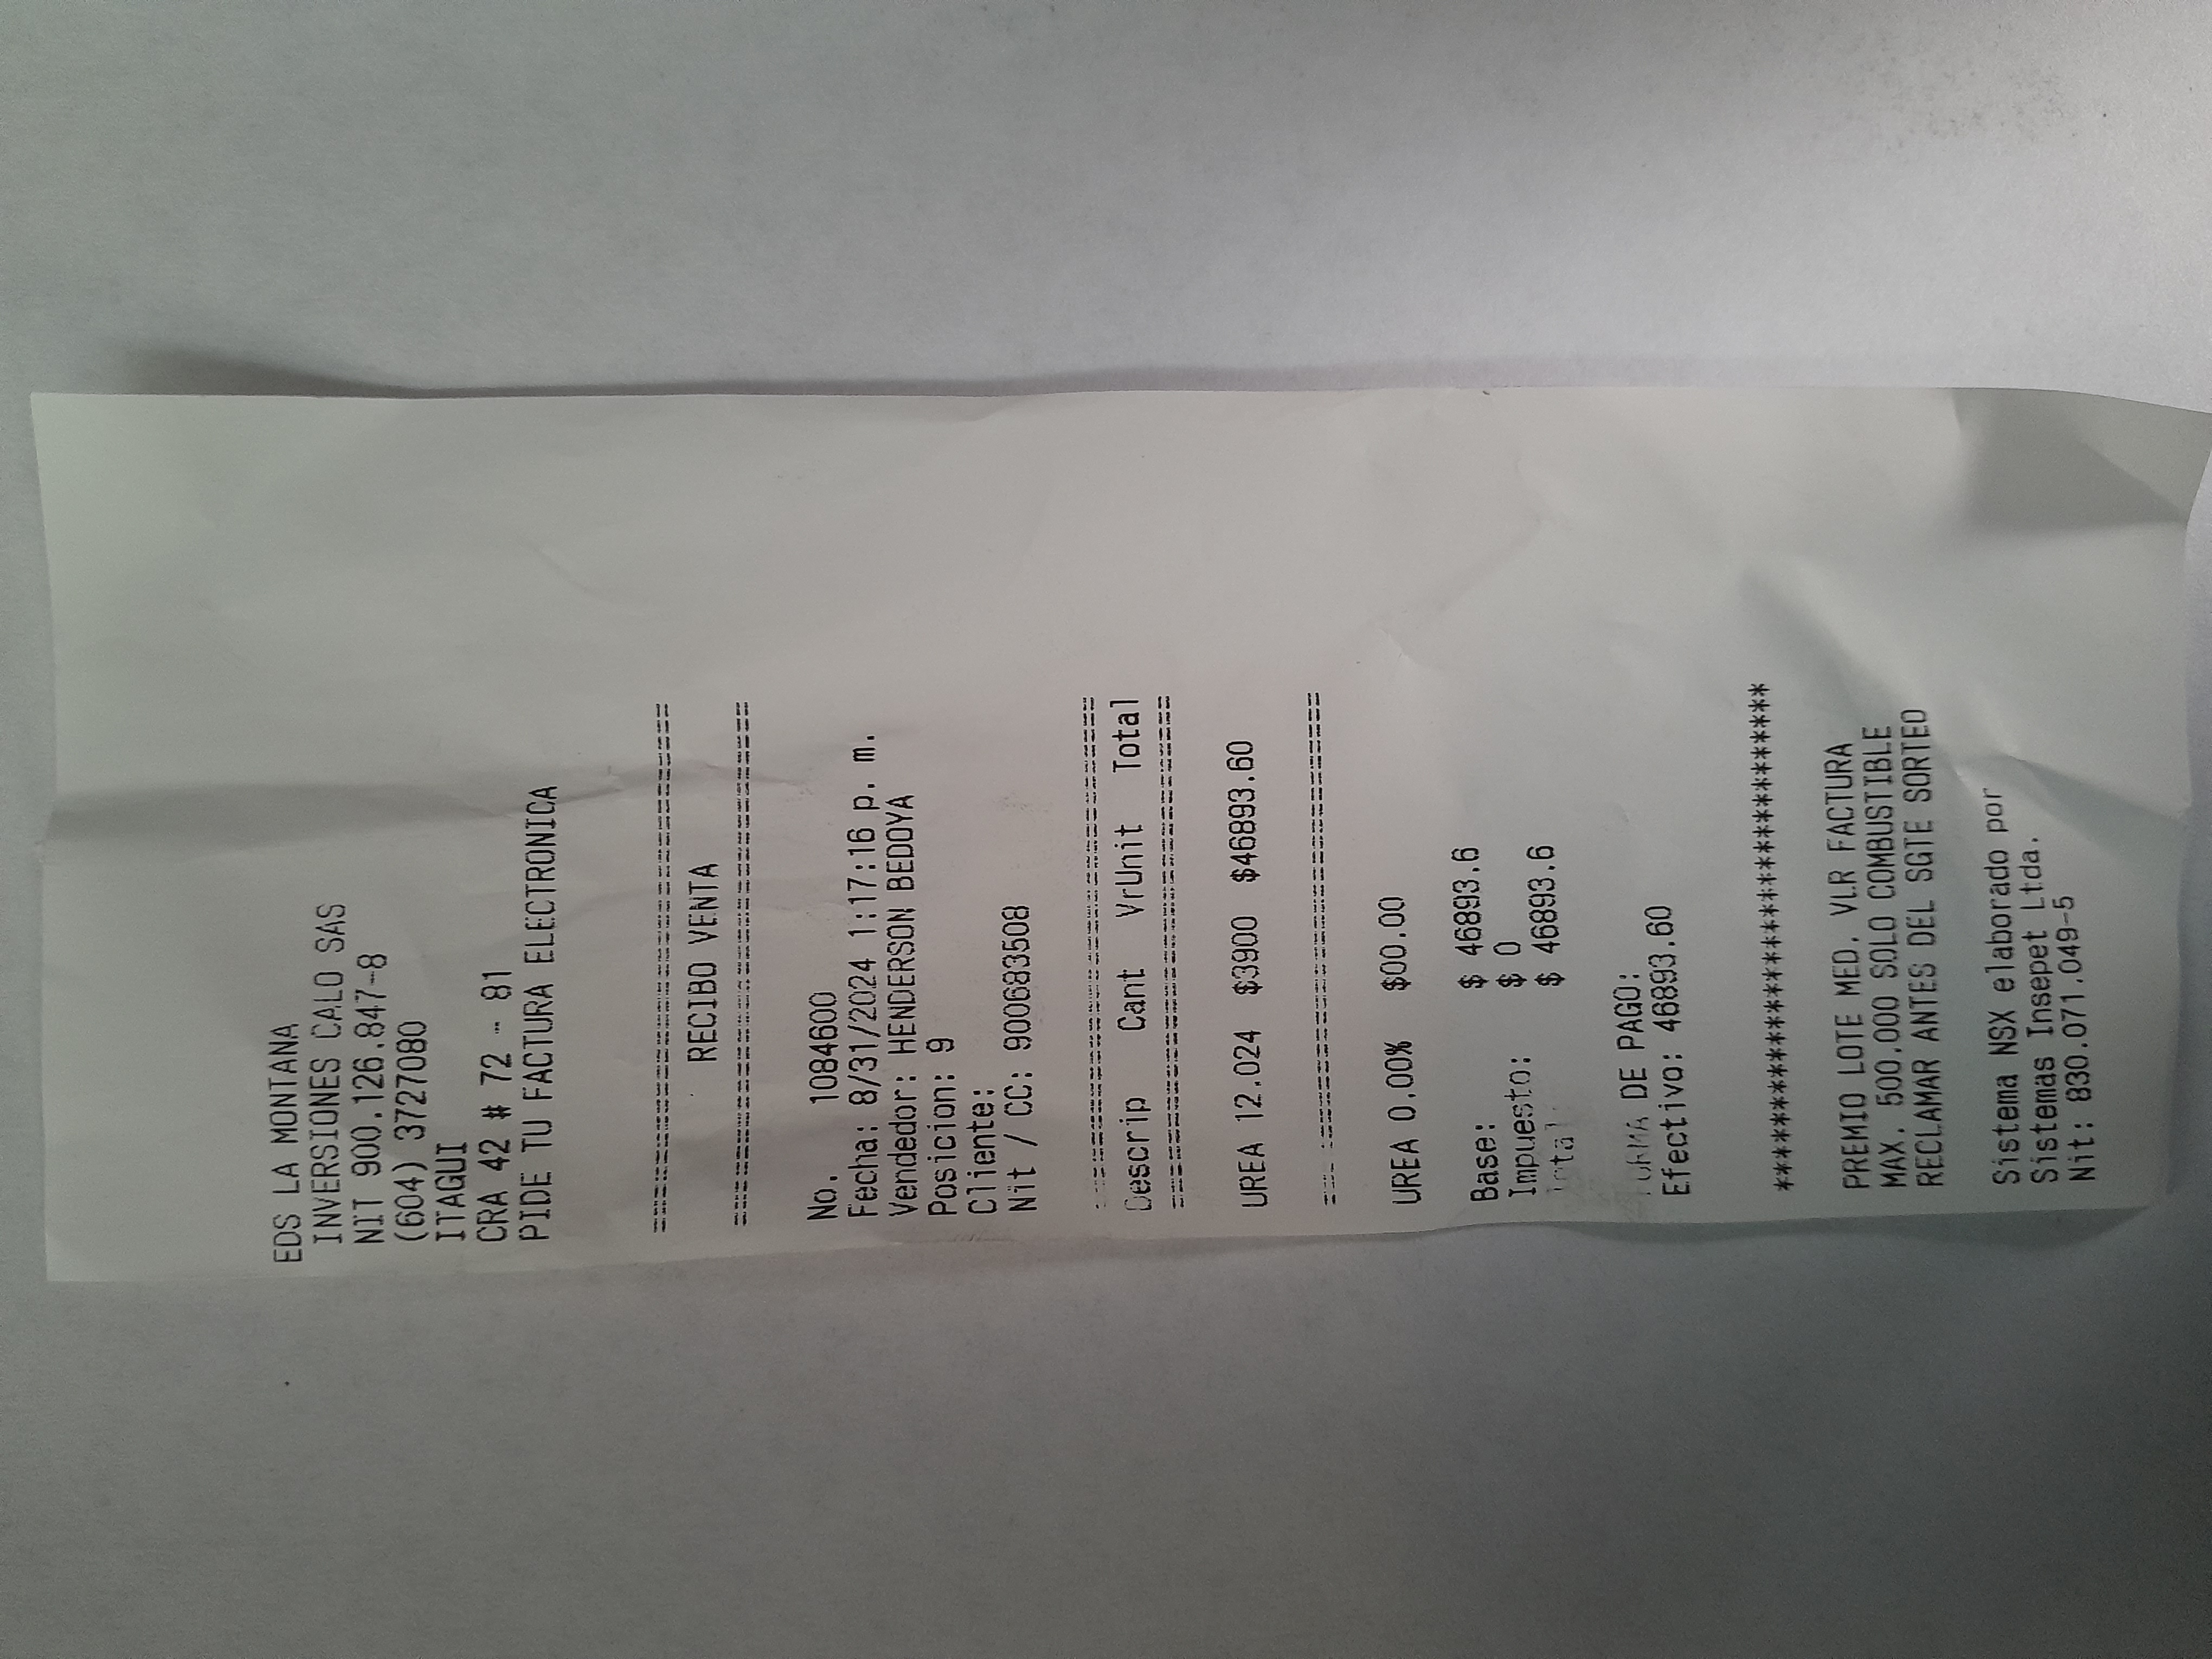 EDS LA MONTANA
INVERSIONES CALO SAS
NIT 900.126.847-8
(604) 3727080
ITAGUI
CRA 42 # 72 - 81
PIDE TU FACTURA ELECTRONICA
================================
RECIBO VENTA
================================
No. 1084600
Fecha: 8/31/2024 1:17:16 p. m.
Vendedor: HENDERSON BEDOYA
Posicion: 9
Cliente:
Nit / CC: 900683508
================================
Descrip Cant VrUnit Total
================================
UREA 12.024 $3900 $46893.60
================================
UREA 0.00% $00.00
Base: $ 46893.6
Impuesto: $ 0
Total: $ 46893.6
FORMA DE PAGO:
Efectivo: 46893.60
********************************
PREMIO LOTE MED. VLR FACTURA
MAX. 500.000 SOLO COMBUSTIBLE
RECLAMAR ANTES DEL SGTE SORTEO
Sistema NSX elaborado por
Sistemas Insepet Ltda.
Nit: 830.071.049-5